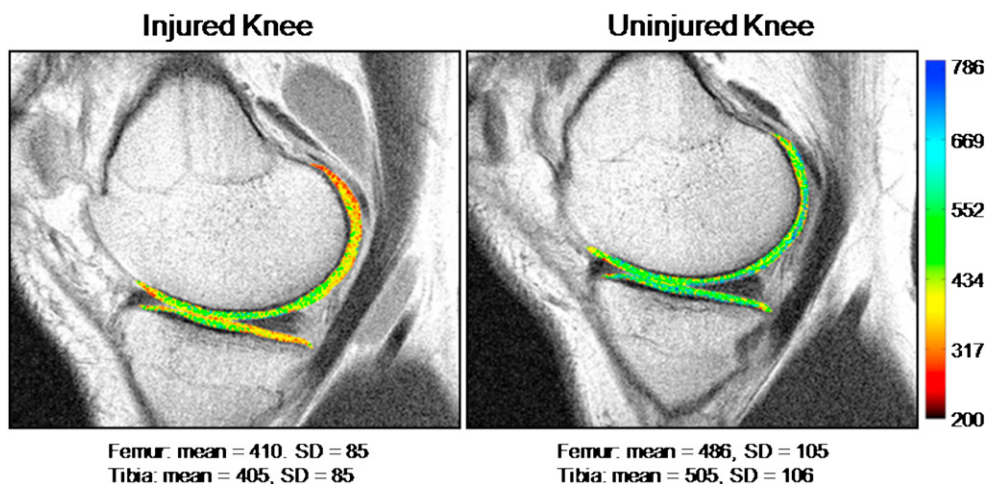 Injured Knee
Uninjured Knee
786
669
552
434
317
200
Femur: mean = 410. SD = 85
Tibia: mean = 405, SD = 85
Femur: mean = 486, SD = 105
Tibia: mean = 505, SD = 106